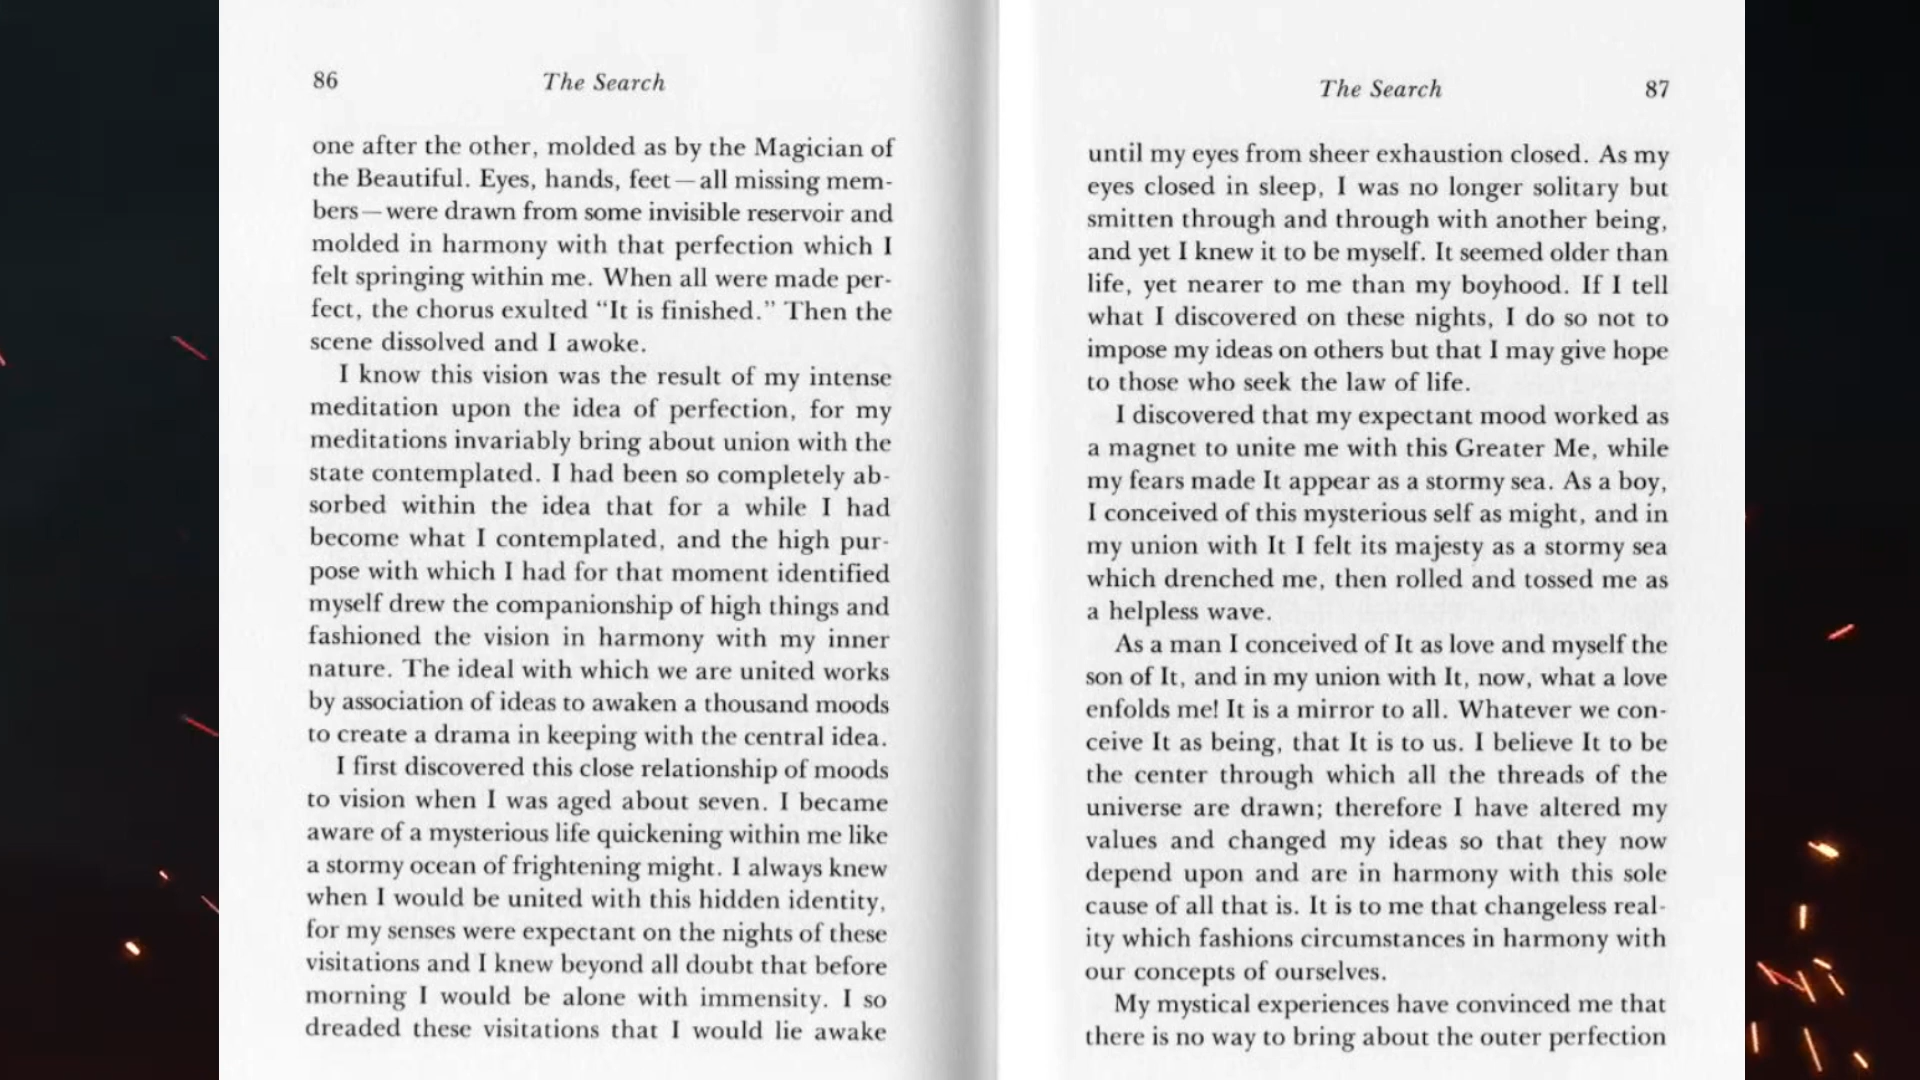 86 The Search
one after the other, molded as by the Magician of
the Beautiful. Eyes, hands, feet—all missing mem-
bers—were drawn from some invisible reservoir and
molded in harmony with that perfection which I
felt springing within me. When all were made per-
fect, the chorus exulted “It is finished.” Then the
scene dissolved and I awoke.
I know this vision was the result of my intense
meditation upon the idea of perfection, for my
meditations invariably bring about union with the
state contemplated. I had been so completely ab-
sorbed within the idea that for a while I had
become what I contemplated, and the high pur-
pose with which I had for that moment identified
myself drew the companionship of high things and
fashioned the vision in harmony with my inner
nature. The ideal with which we are united works
by association of ideas to awaken a thousand moods
to create a drama in keeping with the central idea.
I first discovered this close relationship of moods
to vision when I was aged about seven. I became
aware of a mysterious life quickening within me like
a stormy ocean of frightening might. I always knew
when I would be united with this hidden identity,
for my senses were expectant on the nights of these
visitations and I knew beyond all doubt that before
morning I would be alone with immensity. I so
dreaded these visitations that I would lie awake
The Search 87
until my eyes from sheer exhaustion closed. As my
eyes closed in sleep, I was no longer solitary but
smitten through and through with another being,
and yet I knew it to be myself. It seemed older than
life, yet nearer to me than my boyhood. If I tell
what I discovered on these nights, I do so not to
impose my ideas on others but that I may give hope
to those who seek the law of life.
I discovered that my expectant mood worked as
a magnet to unite me with this Greater Me, while
my fears made It appear as a stormy sea. As a boy,
I conceived of this mysterious self as might, and in
my union with It I felt its majesty as a stormy sea
which drenched me, then rolled and tossed me as
a helpless wave.
As a man I conceived of It as love and myself the
son of It, and in my union with It, now, what a love
enfolds me! It is a mirror to all. Whatever we con-
ceive It as being, that It is to us. I believe It to be
the center through which all the threads of the
universe are drawn; therefore I have altered my
values and changed my ideas so that they now
depend upon and are in harmony with this sole
cause of all that is. It is to me that changeless real-
ity which fashions circumstances in harmony with
our concepts of ourselves.
My mystical experiences have convinced me that
there is no way to bring about the outer perfection